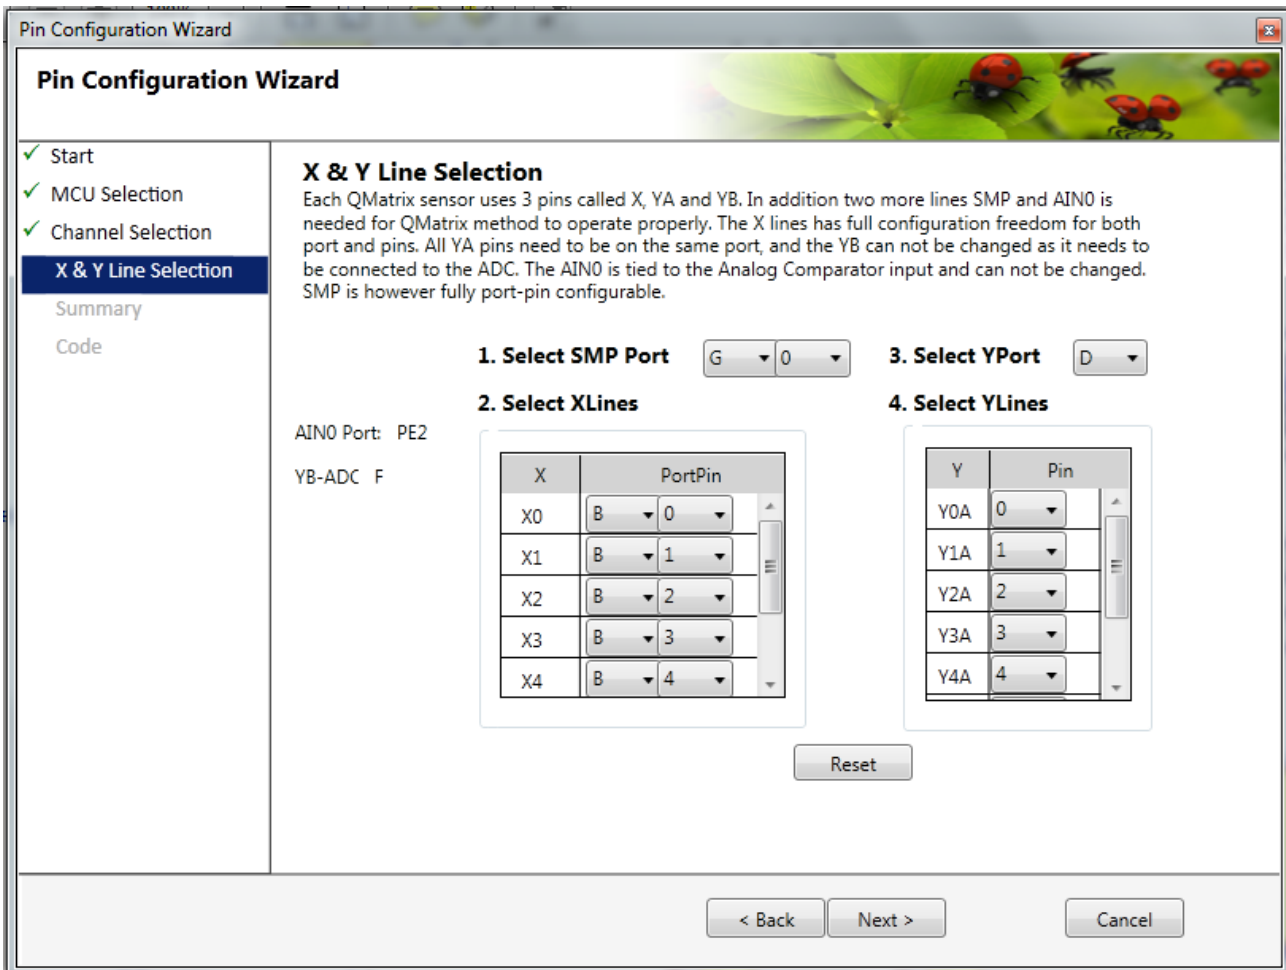 Pin Configuration Wizard
Pin Configuration Wizard
Start
MCU Selection
Channel Selection
X & Y Line Selection
Summary
Code
X & Y Line Selection
Each QMatrix sensor uses 3 pins called X, YA and YB. In addition two more lines SMP and AIN0 is
needed for QMatrix method to operate properly. The X lines has full configuration freedom for both
port and pins. All YA pins need to be on the same port, and the YB can not be changed as it needs to
be connected to the ADC. The AIN0 is tied to the Analog Comparator input and can not be changed.
SMP is however fully port-pin configurable.
1. Select SMP Port G 0
3. Select YPort D
2. Select XLines
4. Select YLines
AIN0 Port: PE2
YB-ADC F
X PortPin
X0 B 0
X1 B 1
X2 B 2
X3 B 3
X4 B 4
Y Pin
Y0A 0
Y1A 1
Y2A 2
Y3A 3
Y4A 4
Reset
< Back
Next >
Cancel